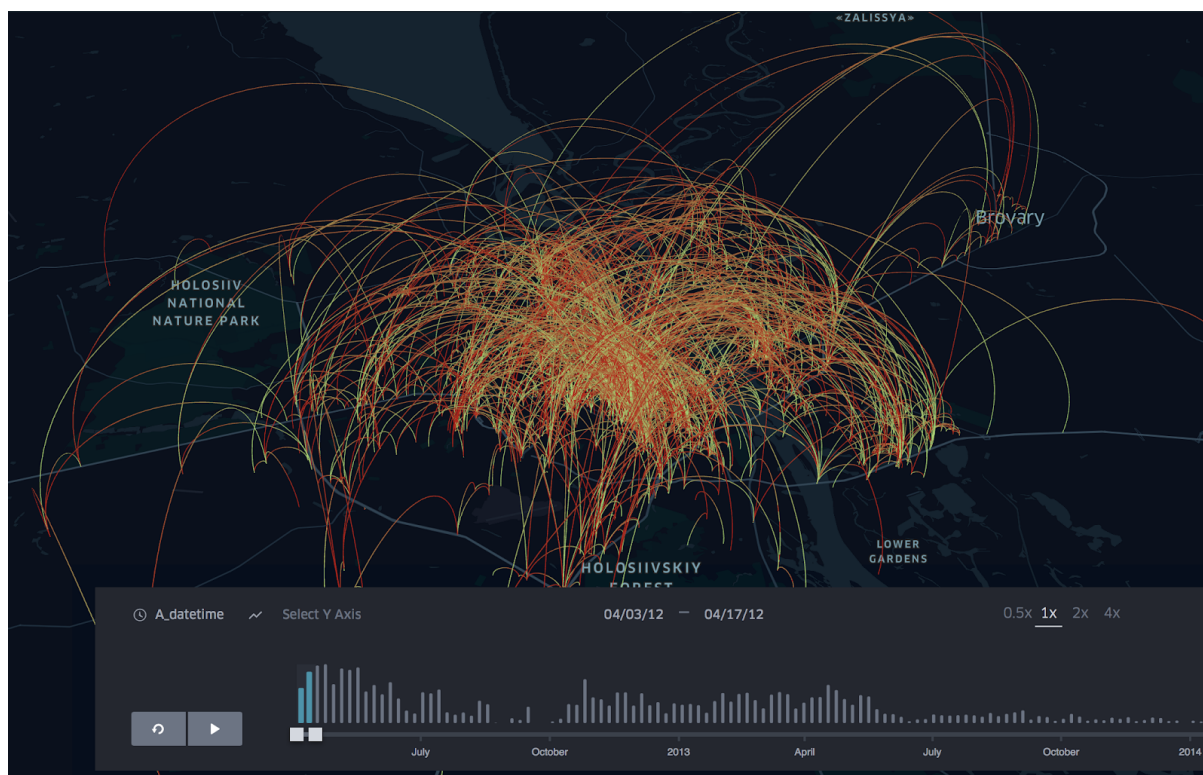 «ZALISSYA»
Brovary
HOLOSIIV
NATIONAL
NATURE PARK
LOWER
GARDENS
HOLOSIIVSKIY
FOREST
A_datetime
Select Y Axis
04/03/12 — 04/17/12
0.5x 1x 2x 4x
July October 2013 April July October 2014